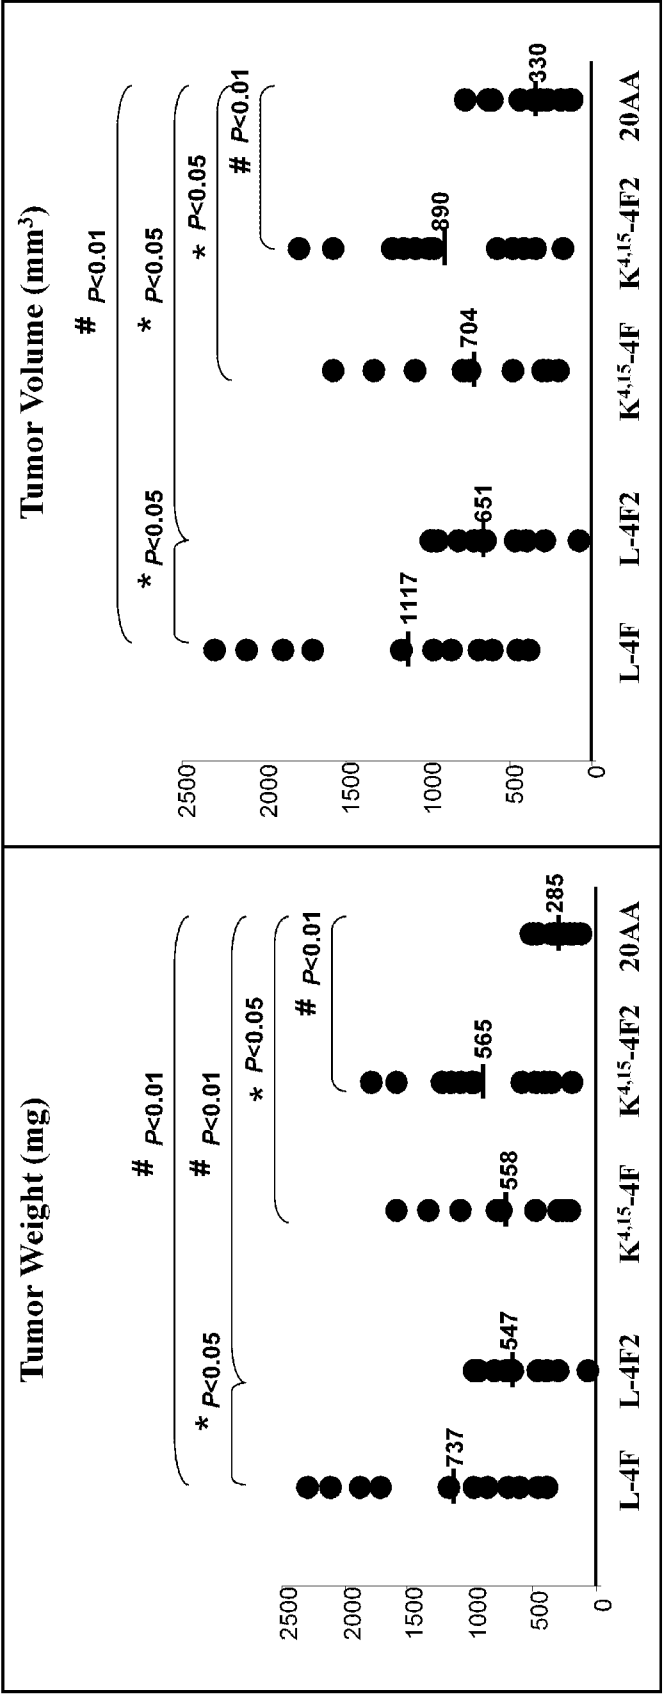 Tumor Weight (mg)
# P<0.01
# P<0.01
* P<0.05
* P<0.05
# P<0.01
2500
2000
1500
1000
500
0
737
547
558
565
285
L-4F
L-4F2
K4,15-4F
K4,15-4F2
20AA
Tumor Volume (mm3)
# P<0.01
* P<0.05
* P<0.05
* P<0.05
# P<0.01
2500
2000
1500
1000
500
0
1117
651
704
890
330
L-4F
L-4F2
K4,15-4F
K4,15-4F2
20AA